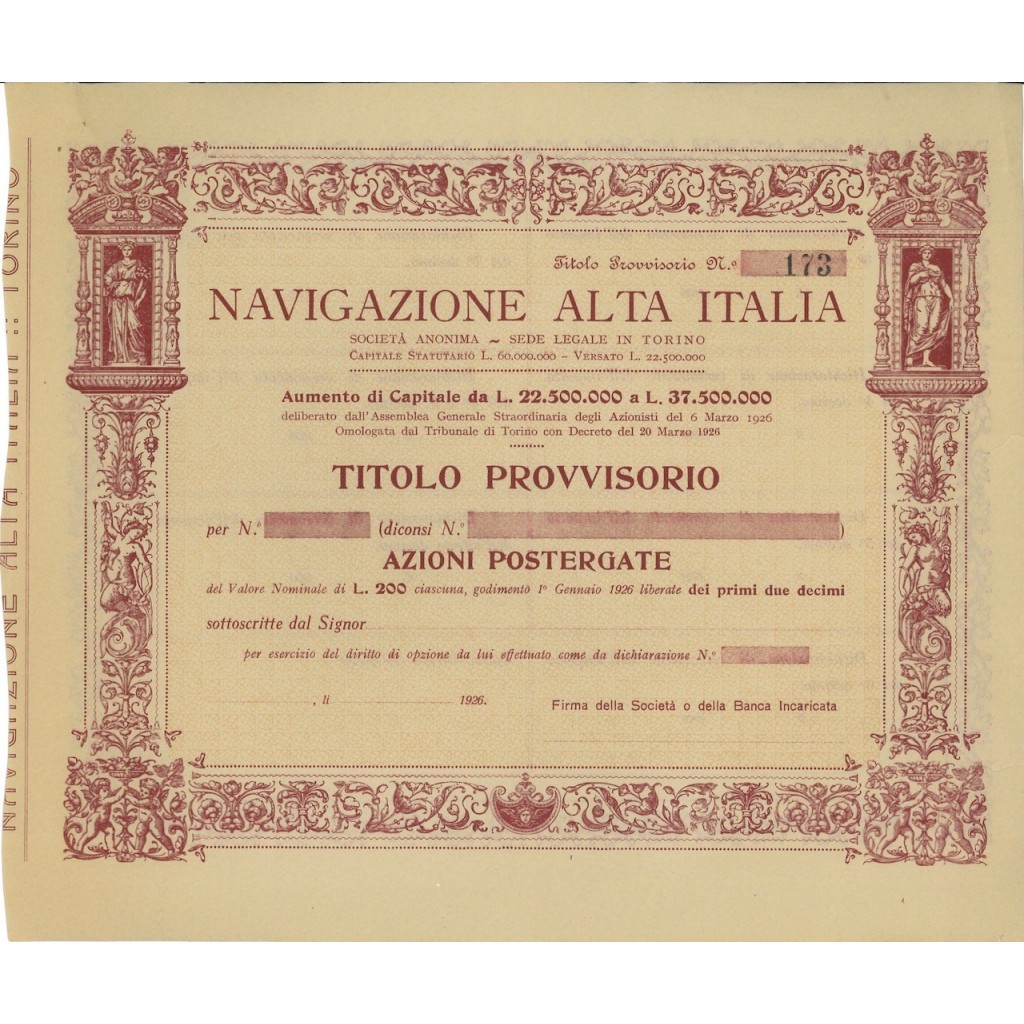 Titolo Provvisorio N.º 173
NAVIGAZIONE ALTA ITALIA
SOCIETÀ ANONIMA ~ SEDE LEGALE IN TORINO
CAPITALE STATUTARIO L. 60.000.000 – VERSATO L. 22.500.000
Aumento di Capitale da L. 22.500.000 a L. 37.500.000
deliberato dall'Assemblea Generale Straordinaria degli Azionisti del 6 Marzo 1926
Omologata dal Tribunale di Torino con Decreto del 20 Marzo 1926
TITOLO PROVVISORIO
per N.º (diconsi N.º )
AZIONI POSTERGATE
del Valore Nominale di L. 200 ciascuna, godimento 1º Gennaio 1926 liberate dei primi due decimi
sottoscritte dal Signor
per esercizio del diritto di opzione da lui effettuato come da dichiarazione N.º
, li 1926.
Firma della Società o della Banca Incaricata
NAVIGAZIONE ALTA ITALIA :: TORINO